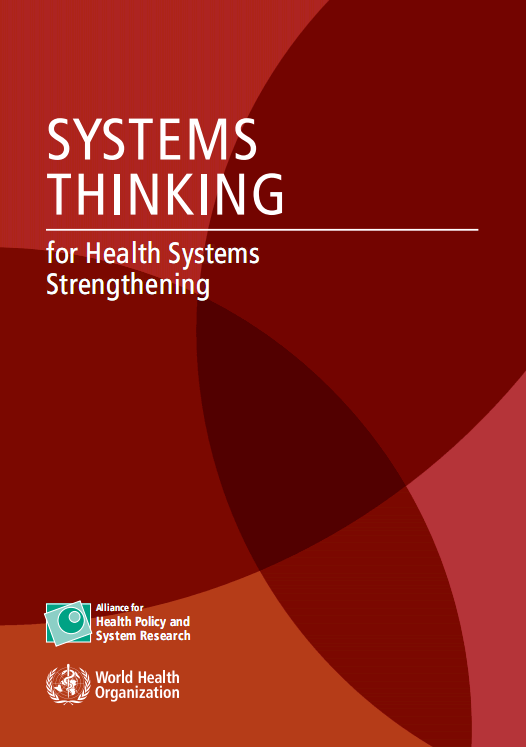 SYSTEMS
THINKING
for Health Systems
Strengthening
Alliance for
Health Policy and
System Research
World Health
Organization